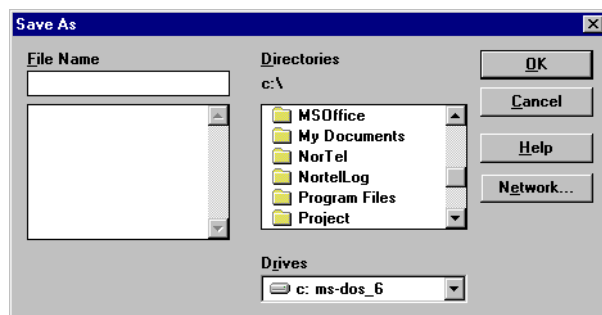 Save As
File Name
Directories
c:\
MSOffice
My Documents
NorTel
NortelLog
Program Files
Project
Drives
c: ms-dos_6
OK
Cancel
Help
Network...